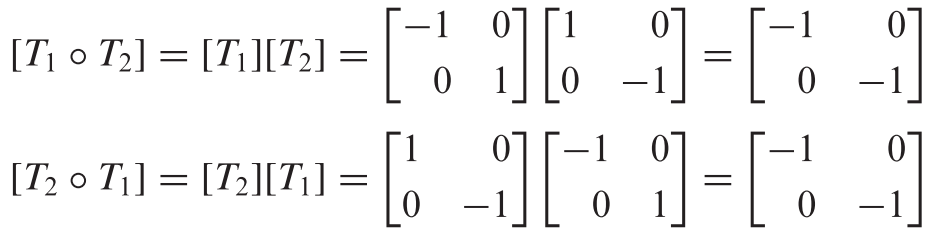 [T₁ ∘ T₂] = [T₁][T₂] = [−1 0; 0 1] [1 0; 0 −1] = [−1 0; 0 −1]
[T₂ ∘ T₁] = [T₂][T₁] = [1 0; 0 −1] [−1 0; 0 1] = [−1 0; 0 −1]